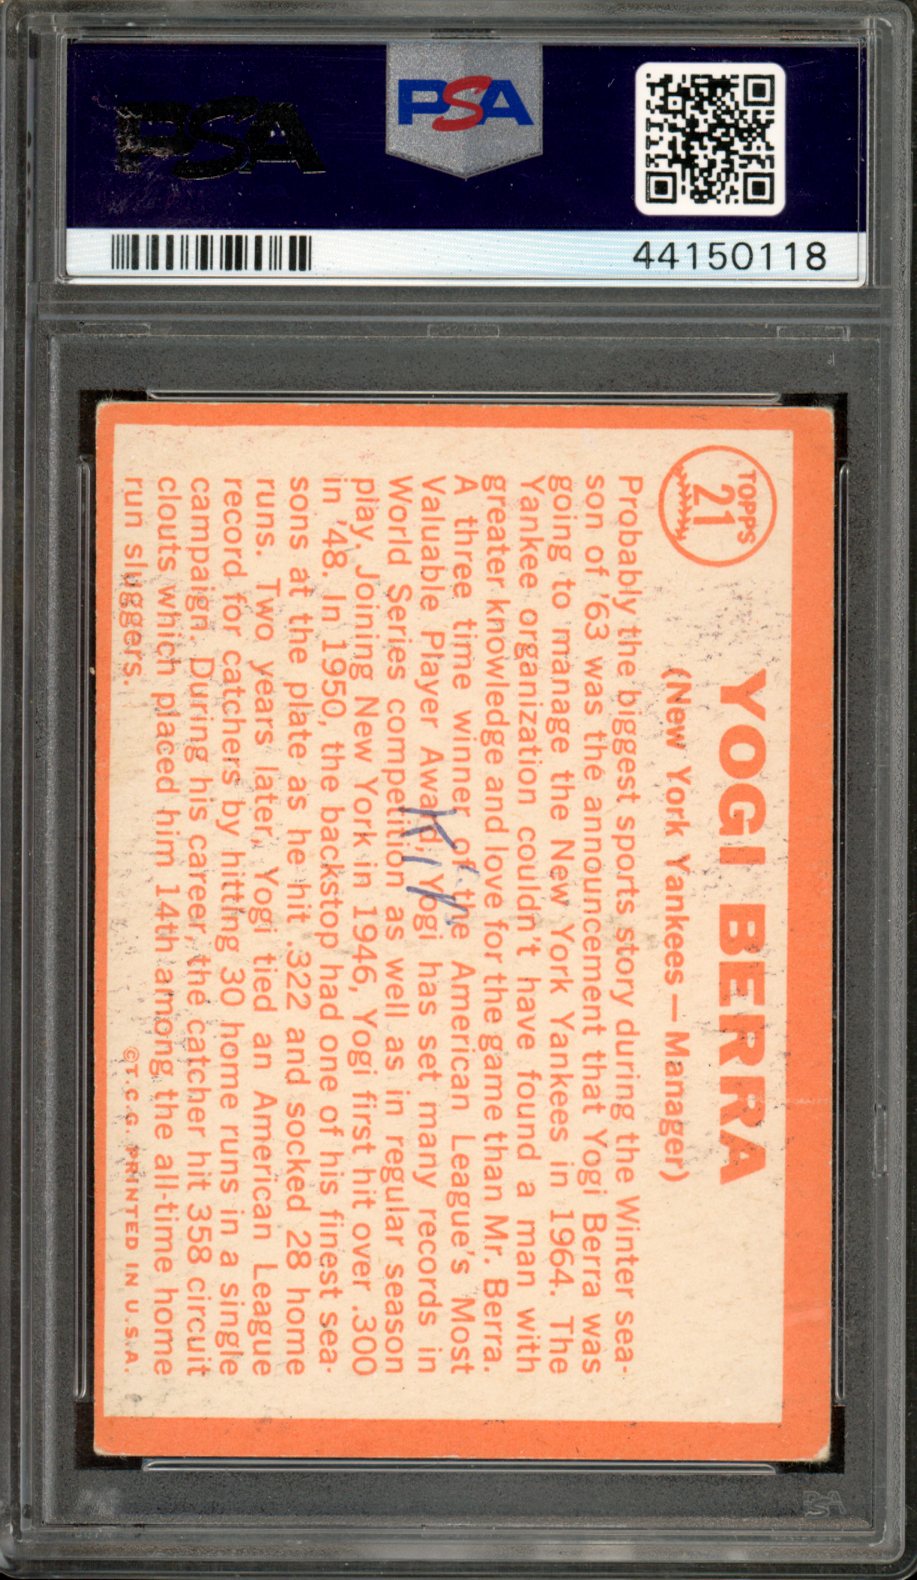 PSA
PSA
44150118
TOPPS
21
YOGI BERRA
(New York Yankees — Manager)
Probably the biggest sports story during the Winter sea-
son of '63 was the announcement that Yogi Berra was
going to manage the New York Yankees in 1964. The
Yankee organization couldn't have found a man with
greater knowledge and love for the game than Mr. Berra.
A three time winner of the American League's Most
Valuable Player Award, Yogi has set many records in
World Series competition as well as in regular season
play. Joining New York in 1946, Yogi first hit over .300
in '48. In 1950, the backstop had one of his finest sea-
sons at the plate as he hit .322 and socked 28 home
runs. Two years later, Yogi tied an American League
record for catchers by hitting 30 home runs in a single
campaign. During his career, the catcher hit 358 circuit
clouts which placed him 14th among the all-time home
run sluggers.
©T.C.G. PRINTED IN U.S.A.
PSA